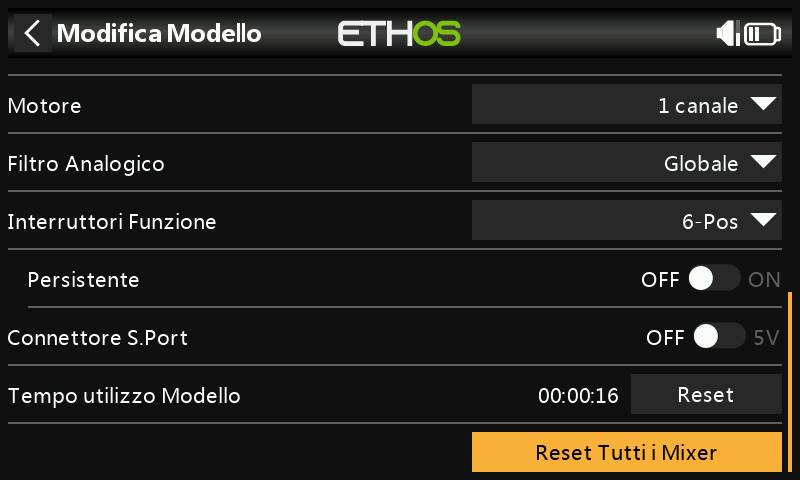 Modifica Modello ETHOS
Motore 1 canale
Filtro Analogico Globale
Interruttori Funzione 6-Pos
Persistente OFF ON
Connettore S.Port OFF 5V
Tempo utilizzo Modello 00:00:16 Reset
Reset Tutti i Mixer